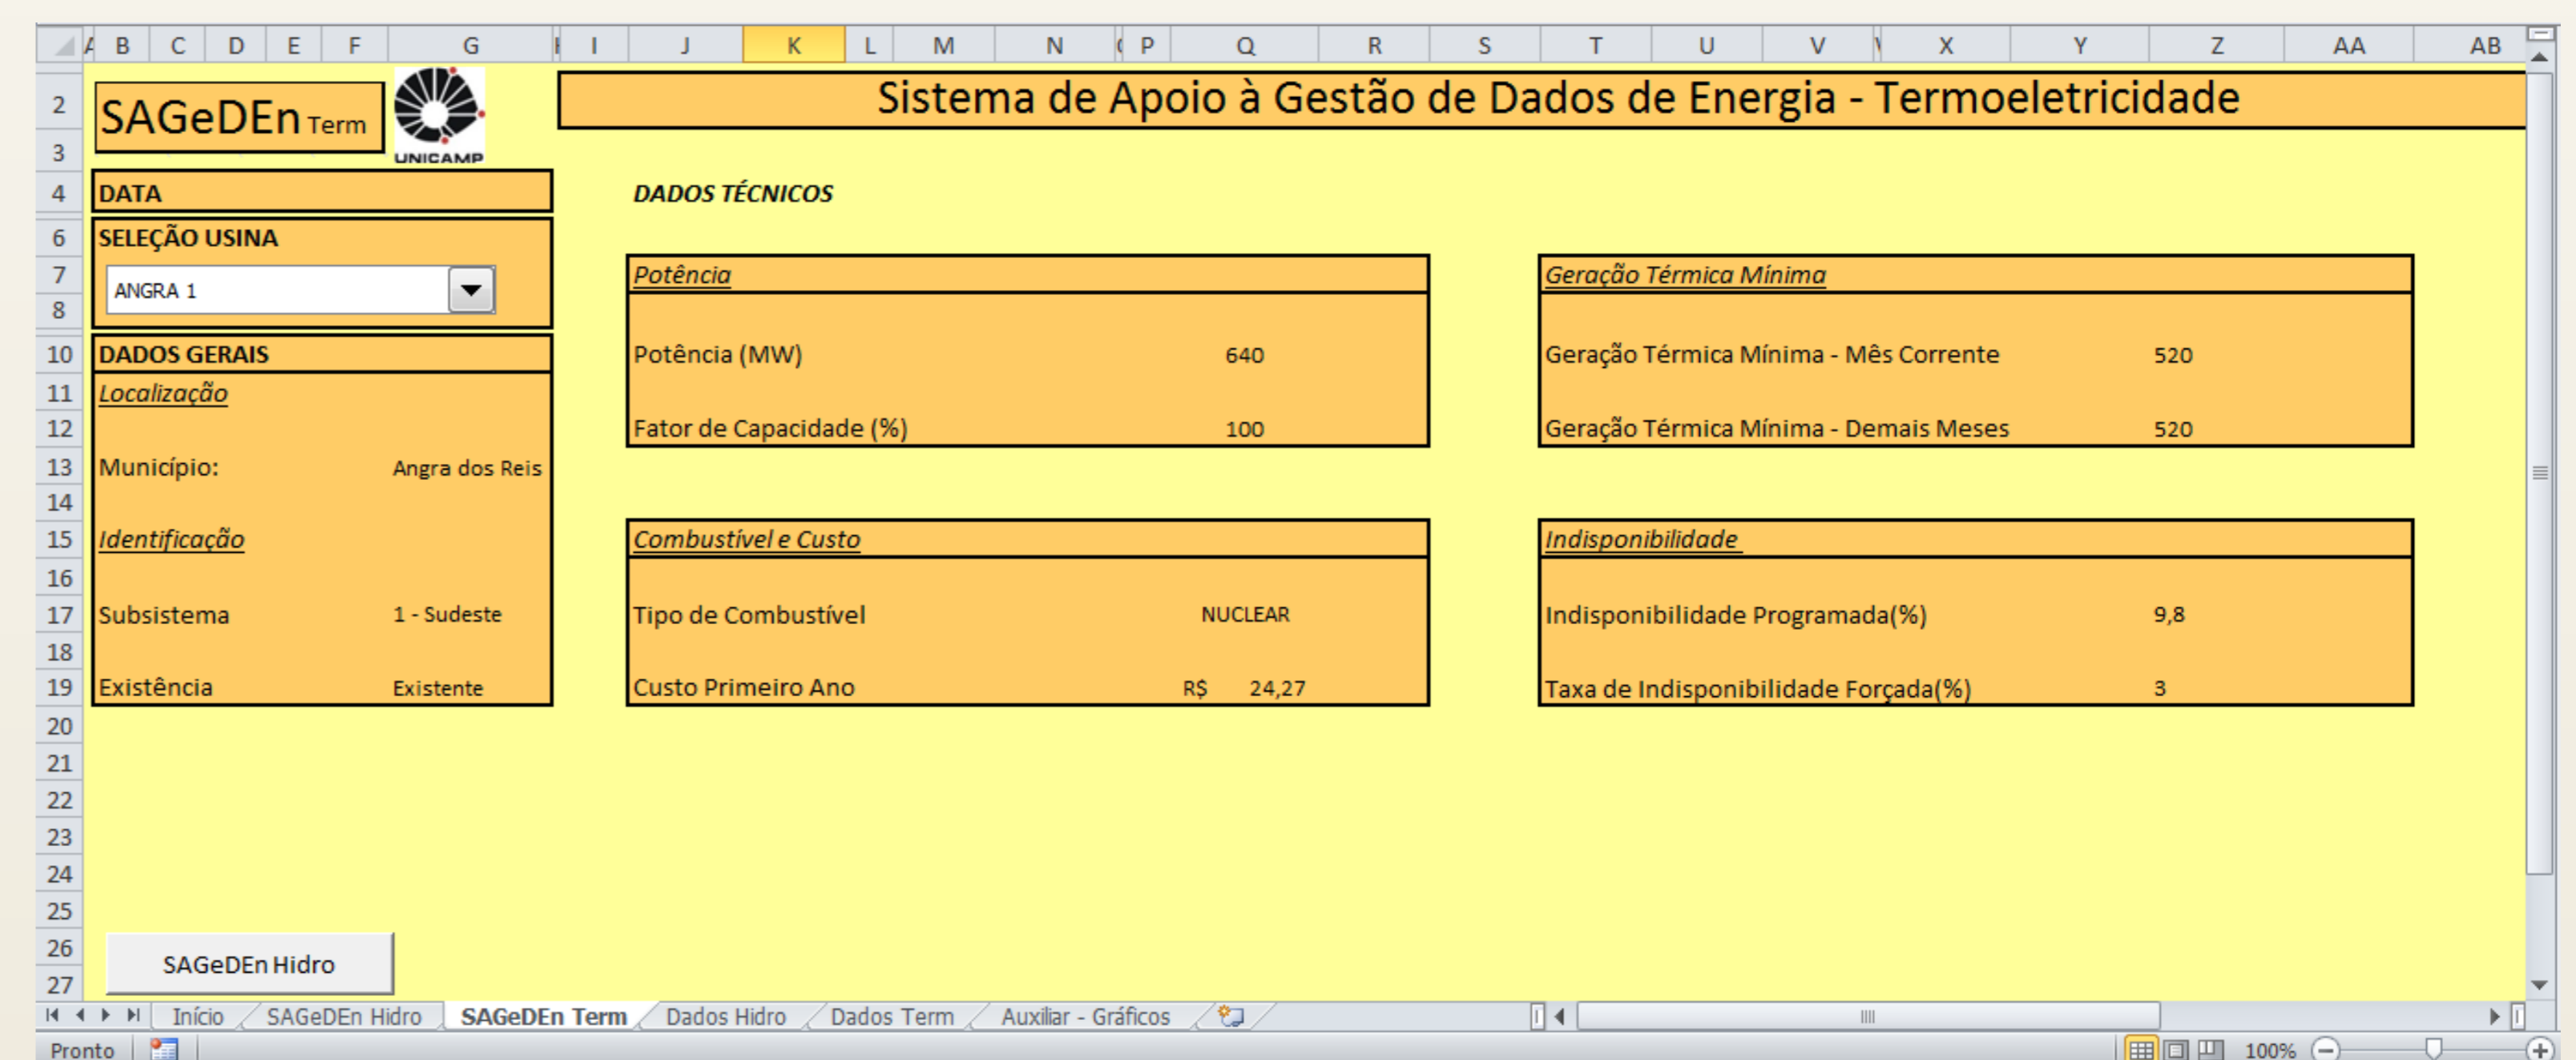 A B C D E F G H I J K L M N P Q R S T U V X Y Z AA AB
2 SAGeDEn Term Sistema de Apoio à Gestão de Dados de Energia - Termoeletricidade
3 UNICAMP
4 DATA DADOS TÉCNICOS
6 SELEÇÃO USINA
7 ANGRA 1 Potência Geração Térmica Mínima
8
10 DADOS GERAIS Potência (MW) 640 Geração Térmica Mínima - Mês Corrente 520
11 Localização
12 Fator de Capacidade (%) 100 Geração Térmica Mínima - Demais Meses 520
13 Município: Angra dos Reis
14
15 Identificação Combustível e Custo Indisponibilidade
16
17 Subsistema 1 - Sudeste Tipo de Combustível NUCLEAR Indisponibilidade Programada(%) 9,8
18
19 Existência Existente Custo Primeiro Ano R$ 24,27 Taxa de Indisponibilidade Forçada(%) 3
20
21
22
23
24
25
26 SAGeDEn Hidro
27
Início SAGeDEn Hidro SAGeDEn Term Dados Hidro Dados Term Auxiliar - Gráficos
Pronto 100%